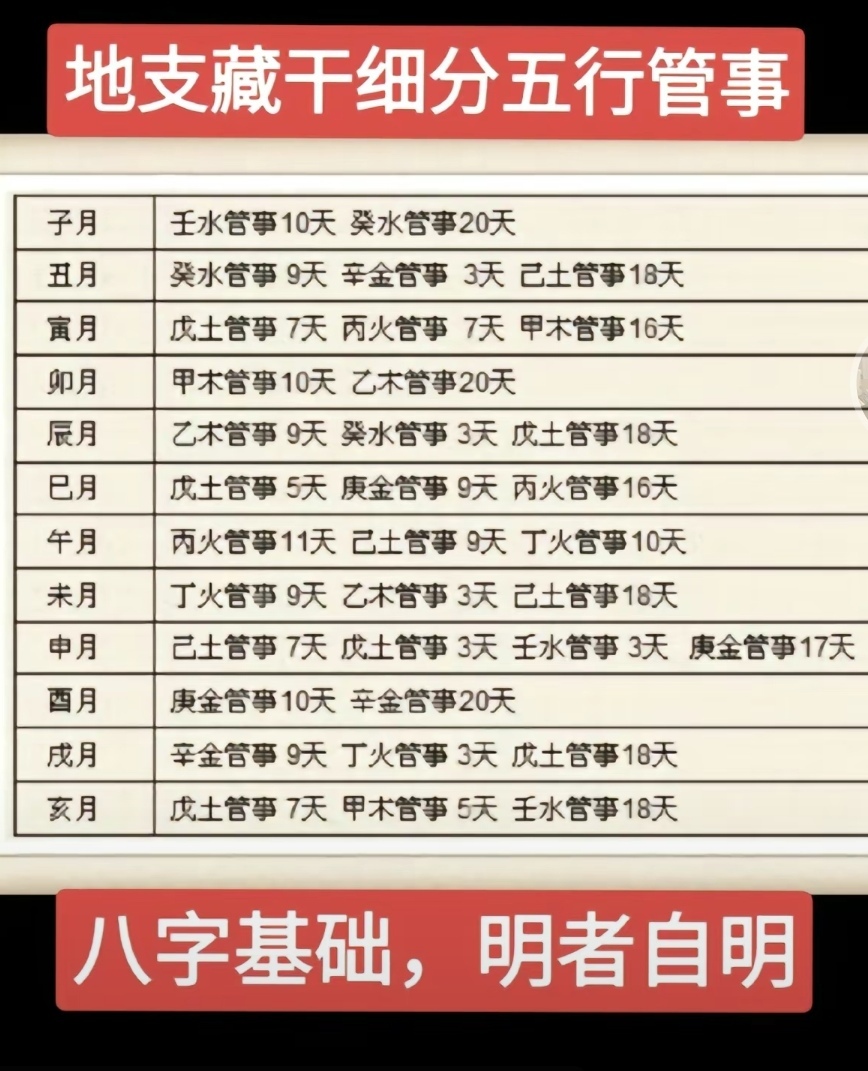 地支藏干细分五行管事
子月 壬水管事10天 癸水管事20天
丑月 癸水管事 9天 辛金管事 3天 己土管事18天
寅月 戊土管事 7天 丙火管事 7天 甲木管事16天
卯月 甲木管事10天 乙木管事20天
辰月 乙木管事 9天 癸水管事 3天 戊土管事18天
巳月 戊土管事 5天 庚金管事 9天 丙火管事16天
午月 丙火管事11天 己土管事 9天 丁火管事10天
未月 丁火管事 9天 乙木管事 3天 己土管事18天
申月 己土管事 7天 戊土管事 3天 壬水管事 3天 庚金管事17天
酉月 庚金管事10天 辛金管事20天
戌月 辛金管事 9天 丁火管事 3天 戊土管事18天
亥月 戊土管事 7天 甲木管事 5天 壬水管事18天
八字基础，明者自明